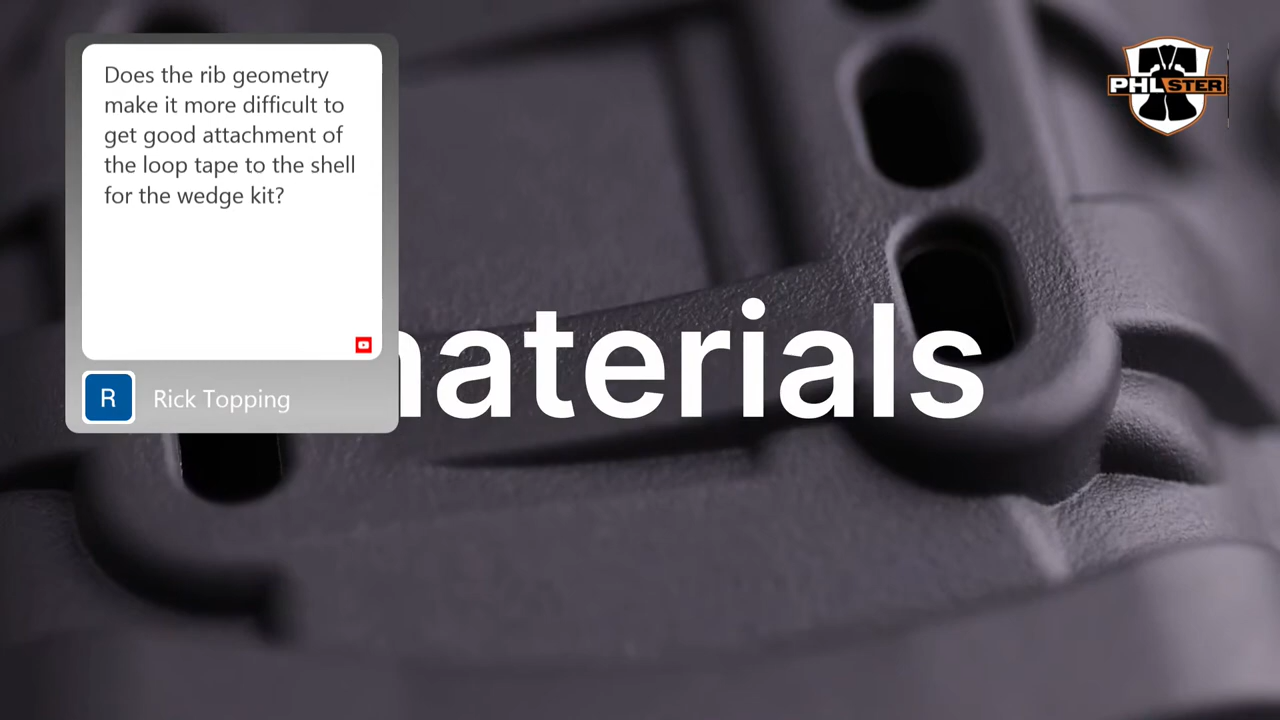 Does the rib geometry
make it more difficult to
get good attachment of
the loop tape to the shell
for the wedge kit?
R
Rick Topping
aterials
PHLSTER